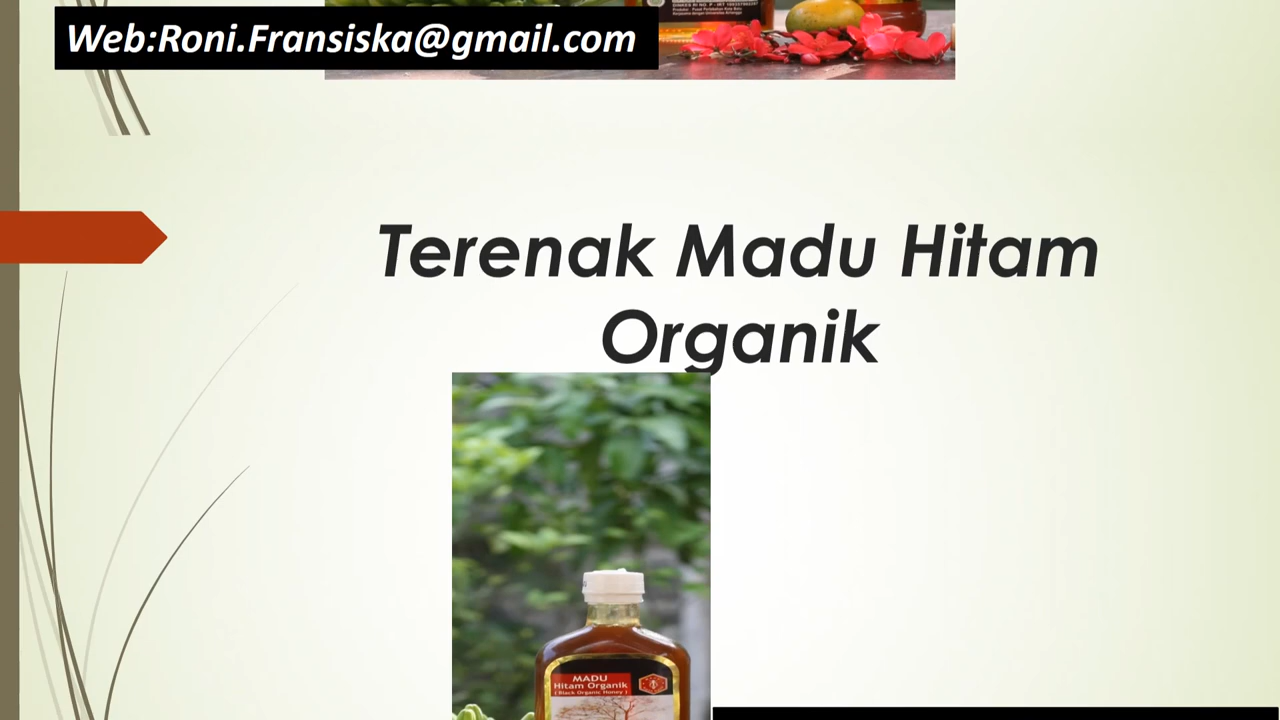 Web:Roni.Fransiska@gmail.com
Terenak Madu Hitam
Organik
MADU
Hitam Organik
( Black Organic Honey )